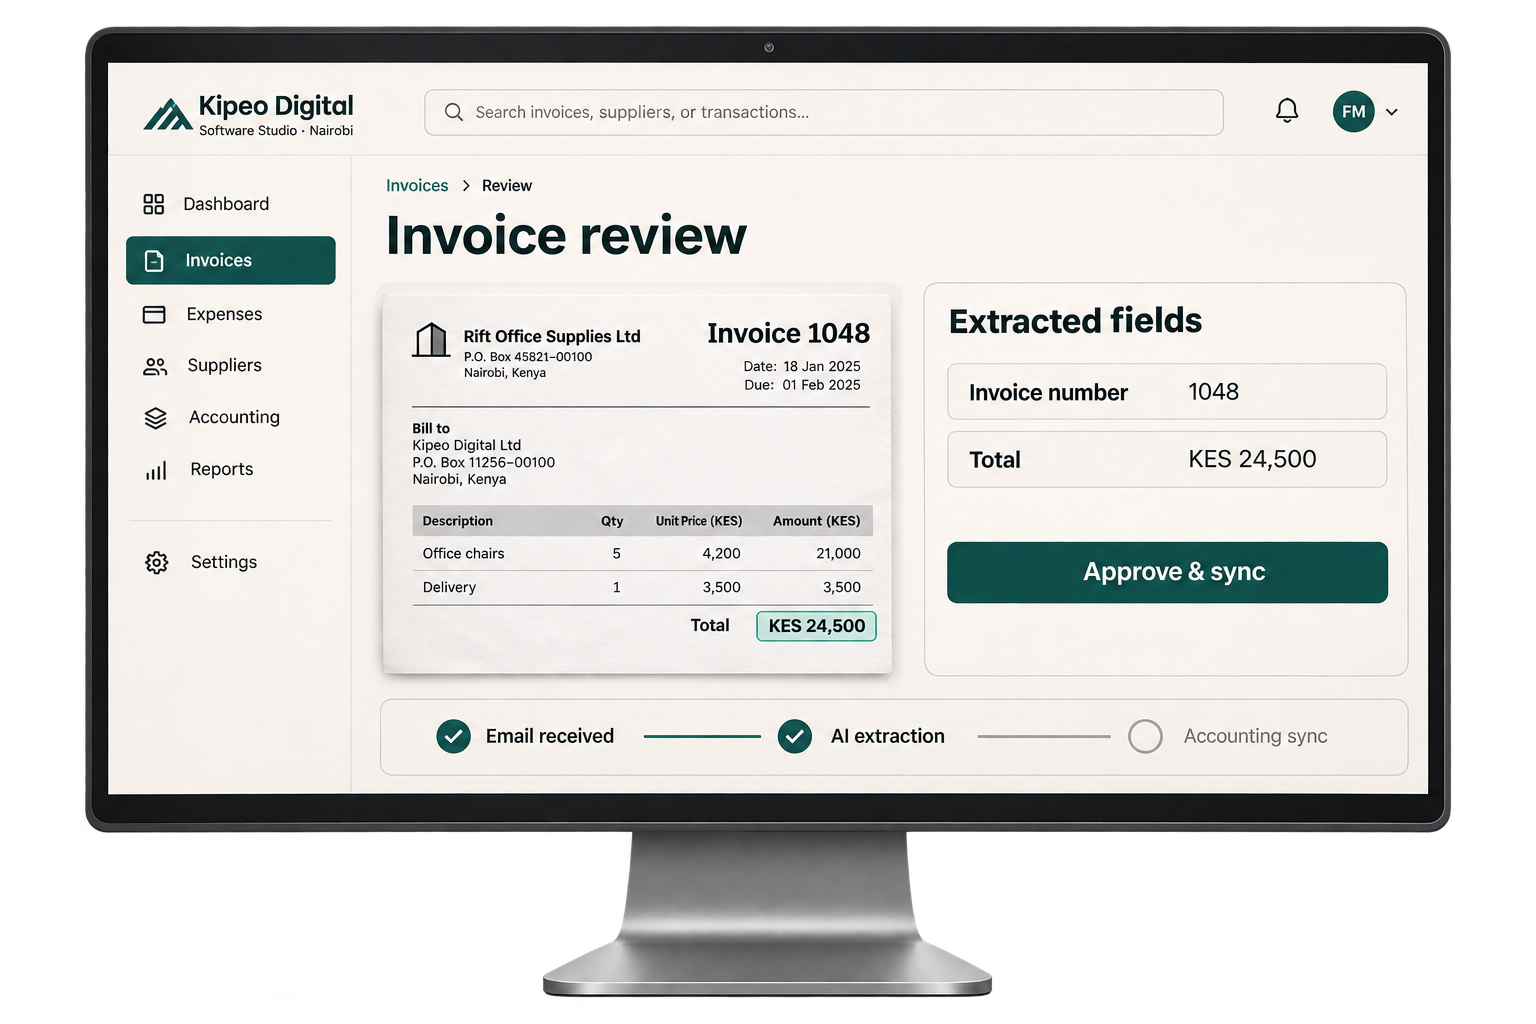 Kipeo Digital
Software Studio · Nairobi
Search invoices, suppliers, or transactions...
FM
Dashboard
Invoices
Expenses
Suppliers
Accounting
Reports
Settings
Invoices > Review
Invoice review
Rift Office Supplies Ltd
P.O. Box 45821–00100
Nairobi, Kenya
Invoice 1048
Date: 18 Jan 2025
Due: 01 Feb 2025
Bill to
Kipeo Digital Ltd
P.O. Box 11256–00100
Nairobi, Kenya
Description Qty Unit Price (KES) Amount (KES)
Office chairs 5 4,200 21,000
Delivery 1 3,500 3,500
Total KES 24,500
Extracted fields
Invoice number 1048
Total KES 24,500
Approve & sync
Email received
AI extraction
Accounting sync